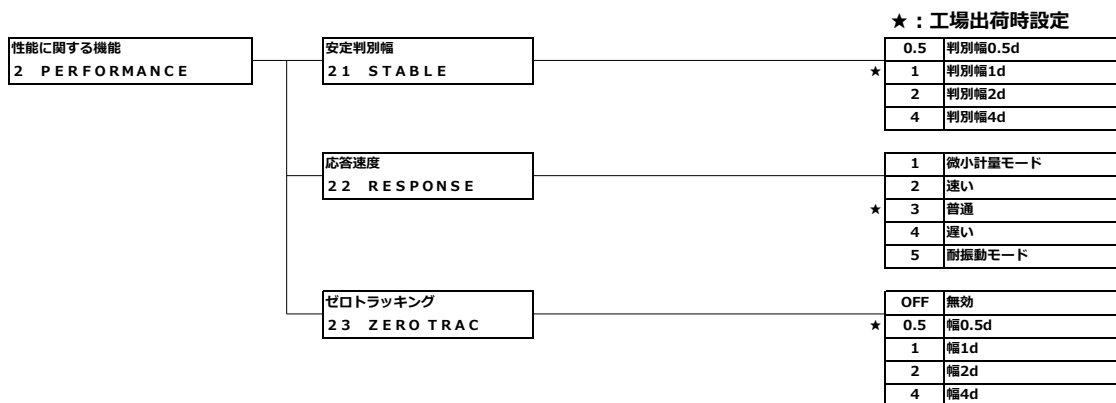 ★：工場出荷時設定
性能に関する機能
2 PERFORMANCE
安定判別幅
21 STABLE
0.5 判別幅0.5d
★ 1 判別幅1d
2 判別幅2d
4 判別幅4d
応答速度
22 RESPONSE
1 微小計量モード
2 速い
★ 3 普通
4 遅い
5 耐振動モード
ゼロトラッキング
23 ZERO TRAC
OFF 無効
★ 0.5 幅0.5d
1 幅1d
2 幅2d
4 幅4d